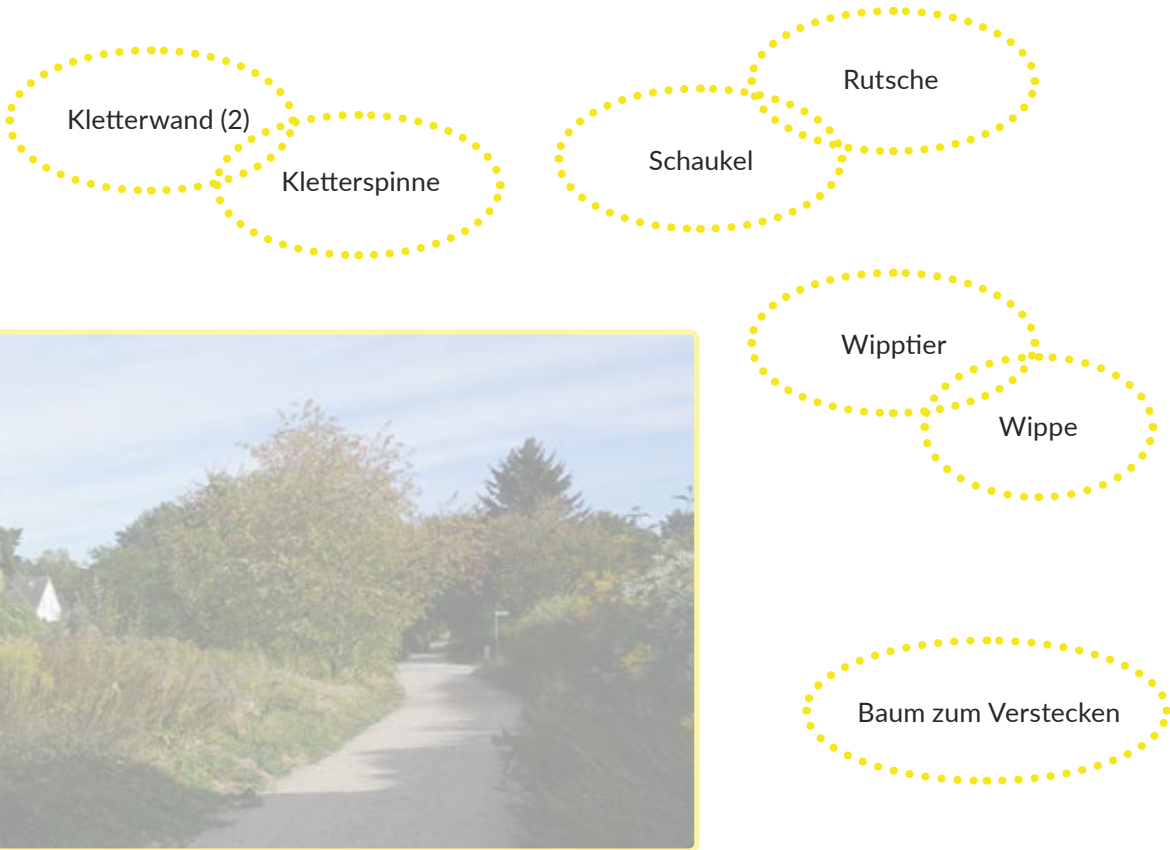 Rutsche
Kletterwand (2)
Schaukel
Kletterspinne
Wipptier
Wippe
Baum zum Verstecken